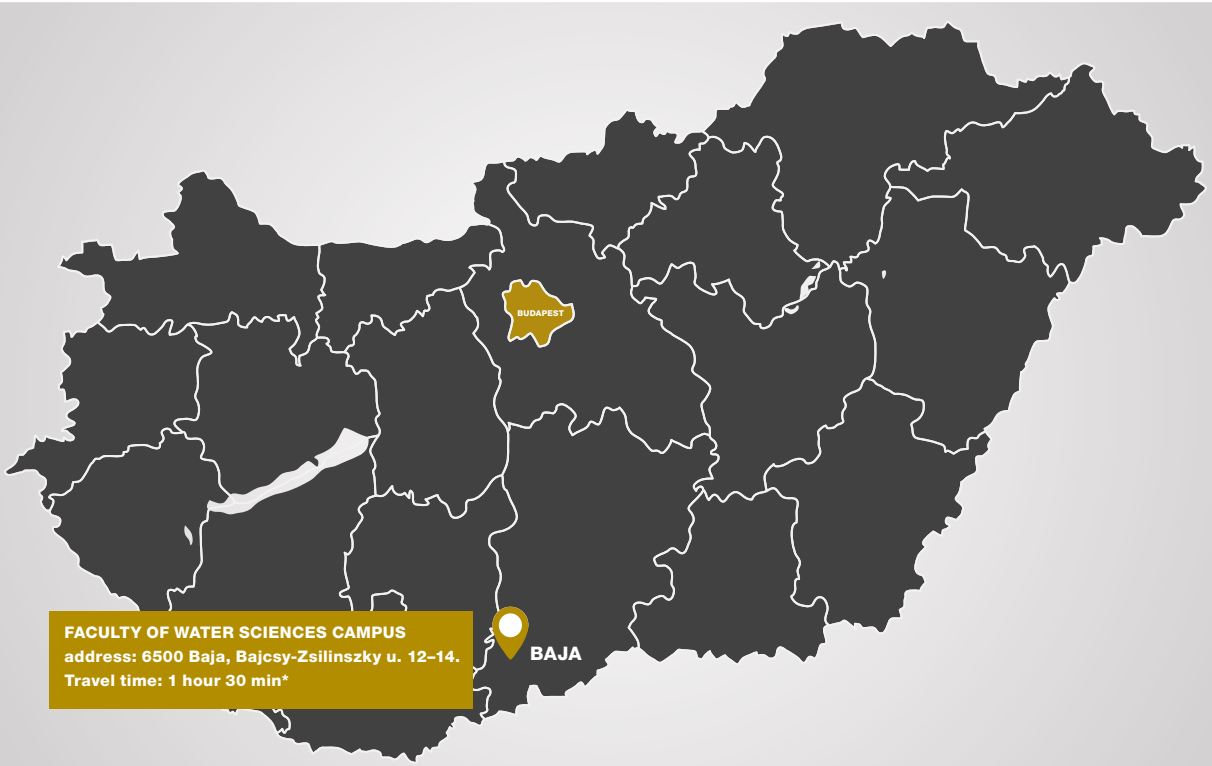 BUDAPEST
FACULTY OF WATER SCIENCES CAMPUS
address: 6500 Baja, Bajcsy-Zsilinszky u. 12–14.
Travel time: 1 hour 30 min*
BAJA